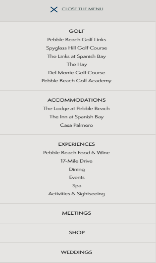 CLOSE THE MENU
GOLF
Pebble Beach Golf Links
Spyglass Hill Golf Course
The Links at Spanish Bay
The Hay
Del Monte Golf Course
Pebble Beach Golf Academy
ACCOMMODATIONS
The Lodge at Pebble Beach
The Inn at Spanish Bay
Casa Palmero
EXPERIENCES
Pebble Beach Food & Wine
17-Mile Drive
Dining
Events
Spa
Activities & Sightseeing
MEETINGS
SHOP
WEDDINGS